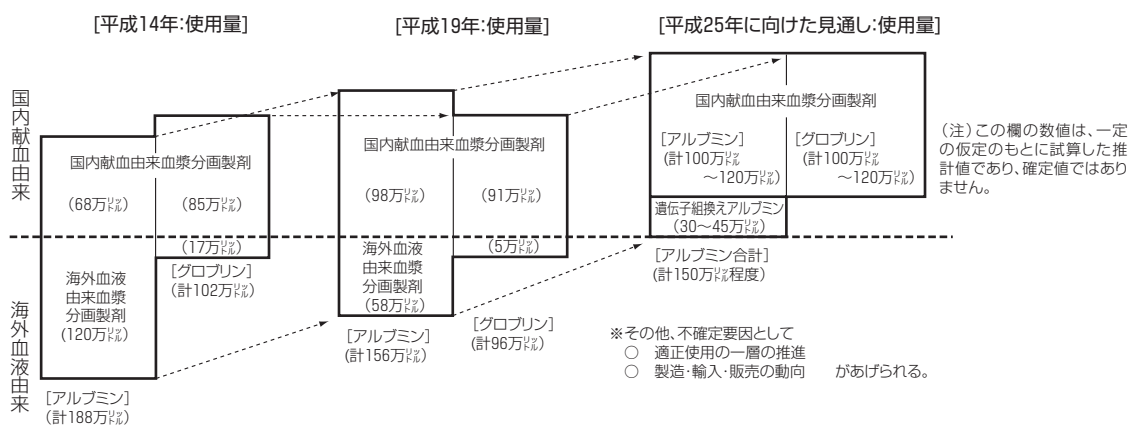 [平成14年:使用量]
[平成19年:使用量]
[平成25年に向けた見通し:使用量]
国内献血由来
海外血液由来
国内献血由来血漿分画製剤
(68万㍑)
(85万㍑)
(17万㍑)
海外血液
由来血漿
分画製剤
(120万㍑)
[グロブリン]
(計102万㍑)
[アルブミン]
(計188万㍑)
国内献血由来血漿分画製剤
(98万㍑)
(91万㍑)
(5万㍑)
海外血液
由来血漿
分画製剤
(58万㍑)
[アルブミン]
(計156万㍑)
[グロブリン]
(計96万㍑)
国内献血由来血漿分画製剤
[アルブミン]
(計100万㍑
～120万㍑)
[グロブリン]
(計100万㍑
～120万㍑)
遺伝子組換えアルブミン
(30～45万㍑)
[アルブミン合計]
(計150万㍑程度)
(注)この欄の数値は、一定
の仮定のもとに試算した推
計値であり、確定値ではあり
ません。
※その他、不確定要因として
○ 適正使用の一層の推進
○ 製造・輸入・販売の動向 があげられる。